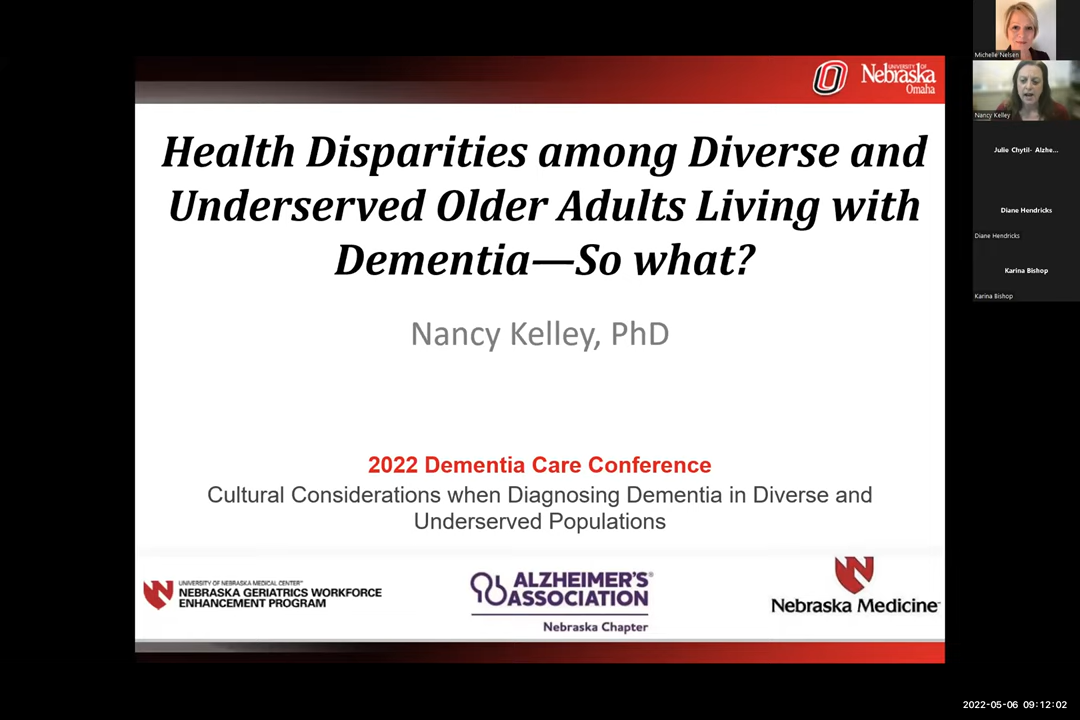 UNIVERSITY OF
Nebraska
Omaha
Health Disparities among Diverse and
Underserved Older Adults Living with
Dementia—So what?
Nancy Kelley, PhD
2022 Dementia Care Conference
Cultural Considerations when Diagnosing Dementia in Diverse and
Underserved Populations
UNIVERSITY OF NEBRASKA MEDICAL CENTER™
NEBRASKA GERIATRICS WORKFORCE
ENHANCEMENT PROGRAM
ALZHEIMER'S®
ASSOCIATION
Nebraska Chapter
Nebraska Medicine
Michelle Nelsen
Nancy Kelley
Julie Chytil- Alzhe...
Diane Hendricks
Diane Hendricks
Karina Bishop
Karina Bishop
2022-05-06 09:12:02